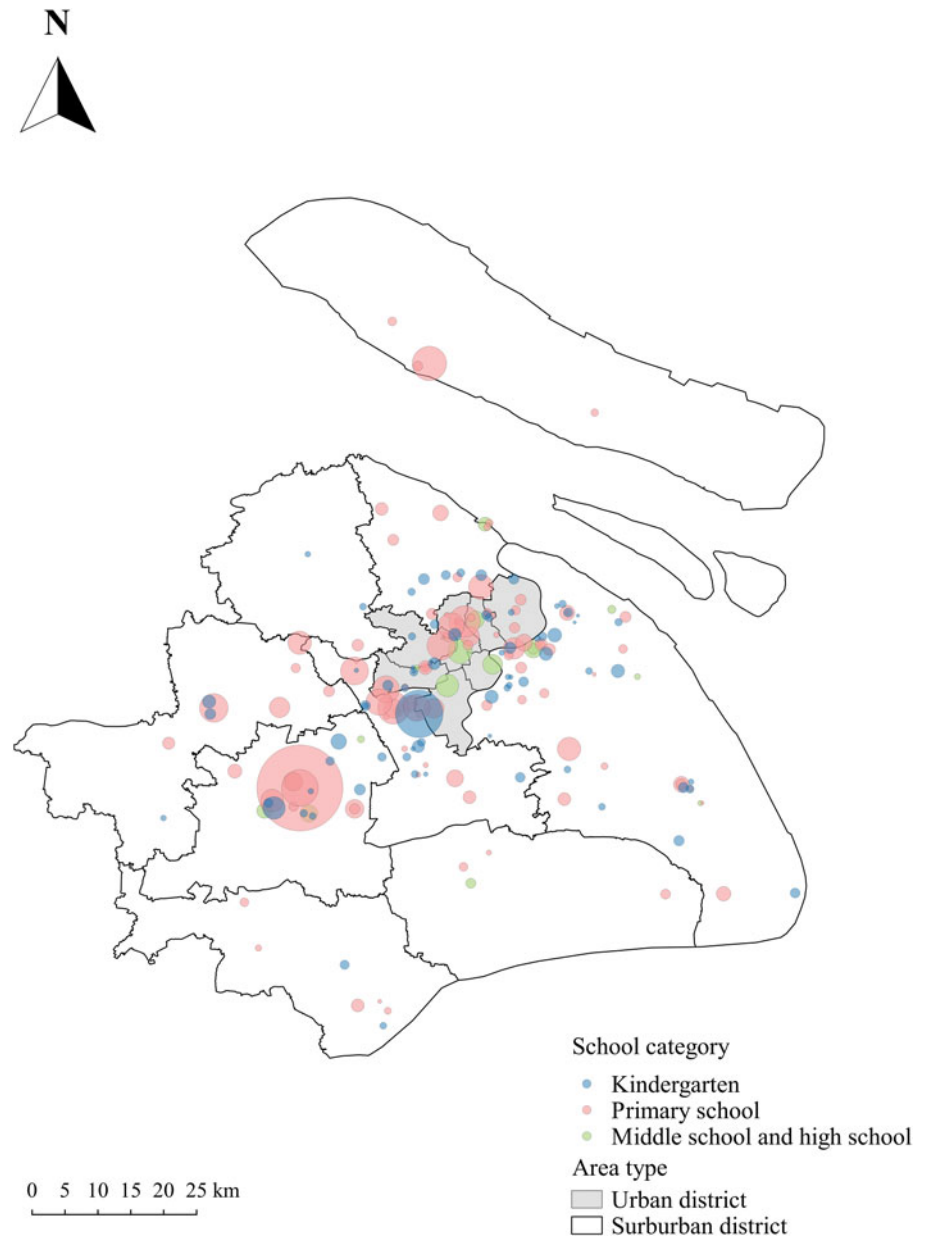 N
School category
Kindergarten
Primary school
Middle school and high school
Area type
Urban district
Surburban district
0 5 10 15 20 25 km